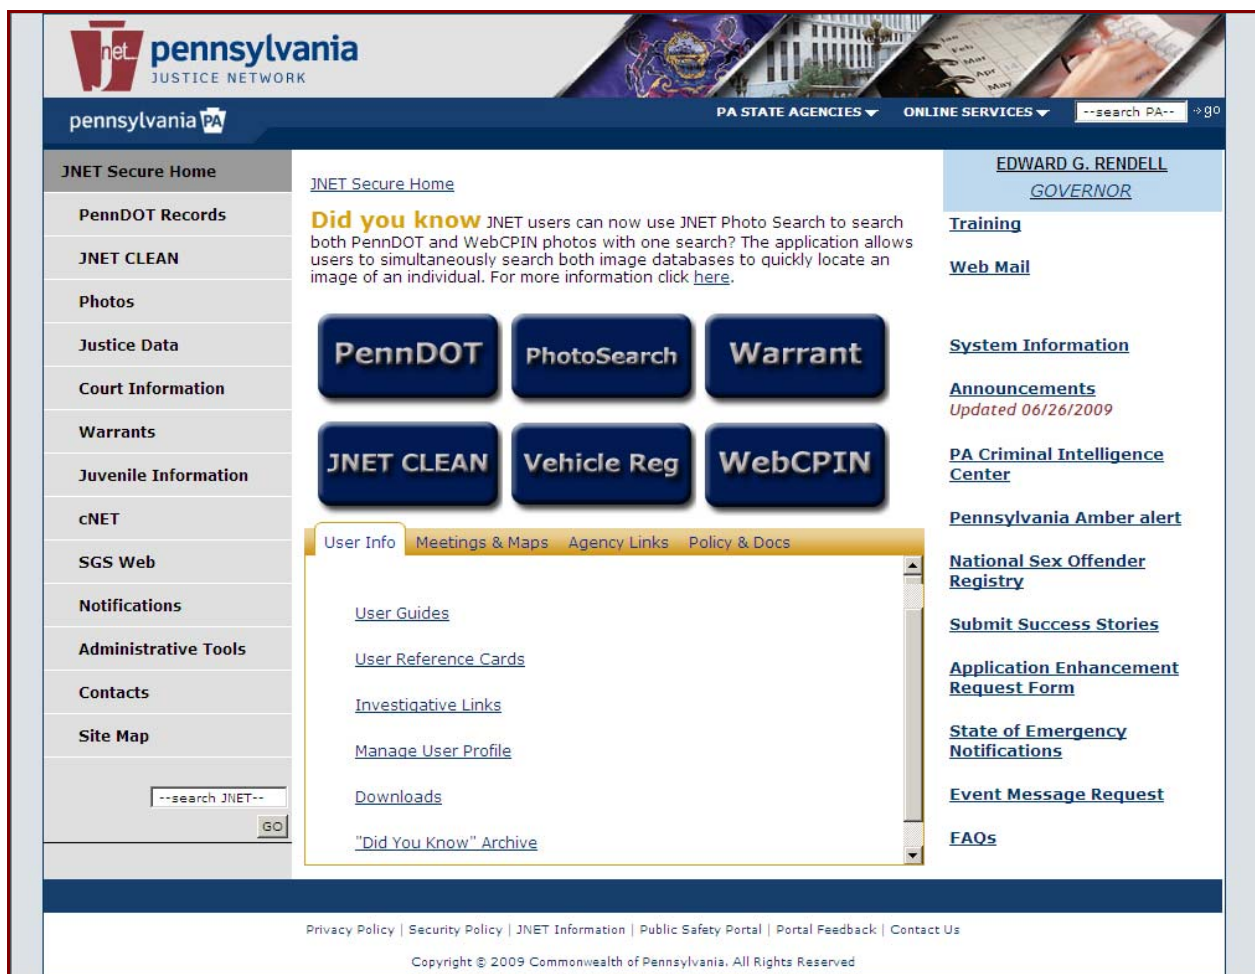 Jnet
pennsylvania
JUSTICE NETWORK
Jan
Feb
Mar
Apr
May
pennsylvania PA
PA STATE AGENCIES
ONLINE SERVICES
--search PA--
go
JNET Secure Home
PennDOT Records
JNET CLEAN
Photos
Justice Data
Court Information
Warrants
Juvenile Information
cNET
SGS Web
Notifications
Administrative Tools
Contacts
Site Map
--search JNET--
GO
JNET Secure Home
Did you know JNET users can now use JNET Photo Search to search
both PennDOT and WebCPIN photos with one search? The application allows
users to simultaneously search both image databases to quickly locate an
image of an individual. For more information click here.
PennDOT
PhotoSearch
Warrant
JNET CLEAN
Vehicle Reg
WebCPIN
User Info
Meetings & Maps
Agency Links
Policy & Docs
User Guides
User Reference Cards
Investigative Links
Manage User Profile
Downloads
"Did You Know" Archive
EDWARD G. RENDELL
GOVERNOR
Training
Web Mail
System Information
Announcements
Updated 06/26/2009
PA Criminal Intelligence
Center
Pennsylvania Amber alert
National Sex Offender
Registry
Submit Success Stories
Application Enhancement
Request Form
State of Emergency
Notifications
Event Message Request
FAQs
Privacy Policy | Security Policy | JNET Information | Public Safety Portal | Portal Feedback | Contact Us
Copyright © 2009 Commonwealth of Pennsylvania. All Rights Reserved